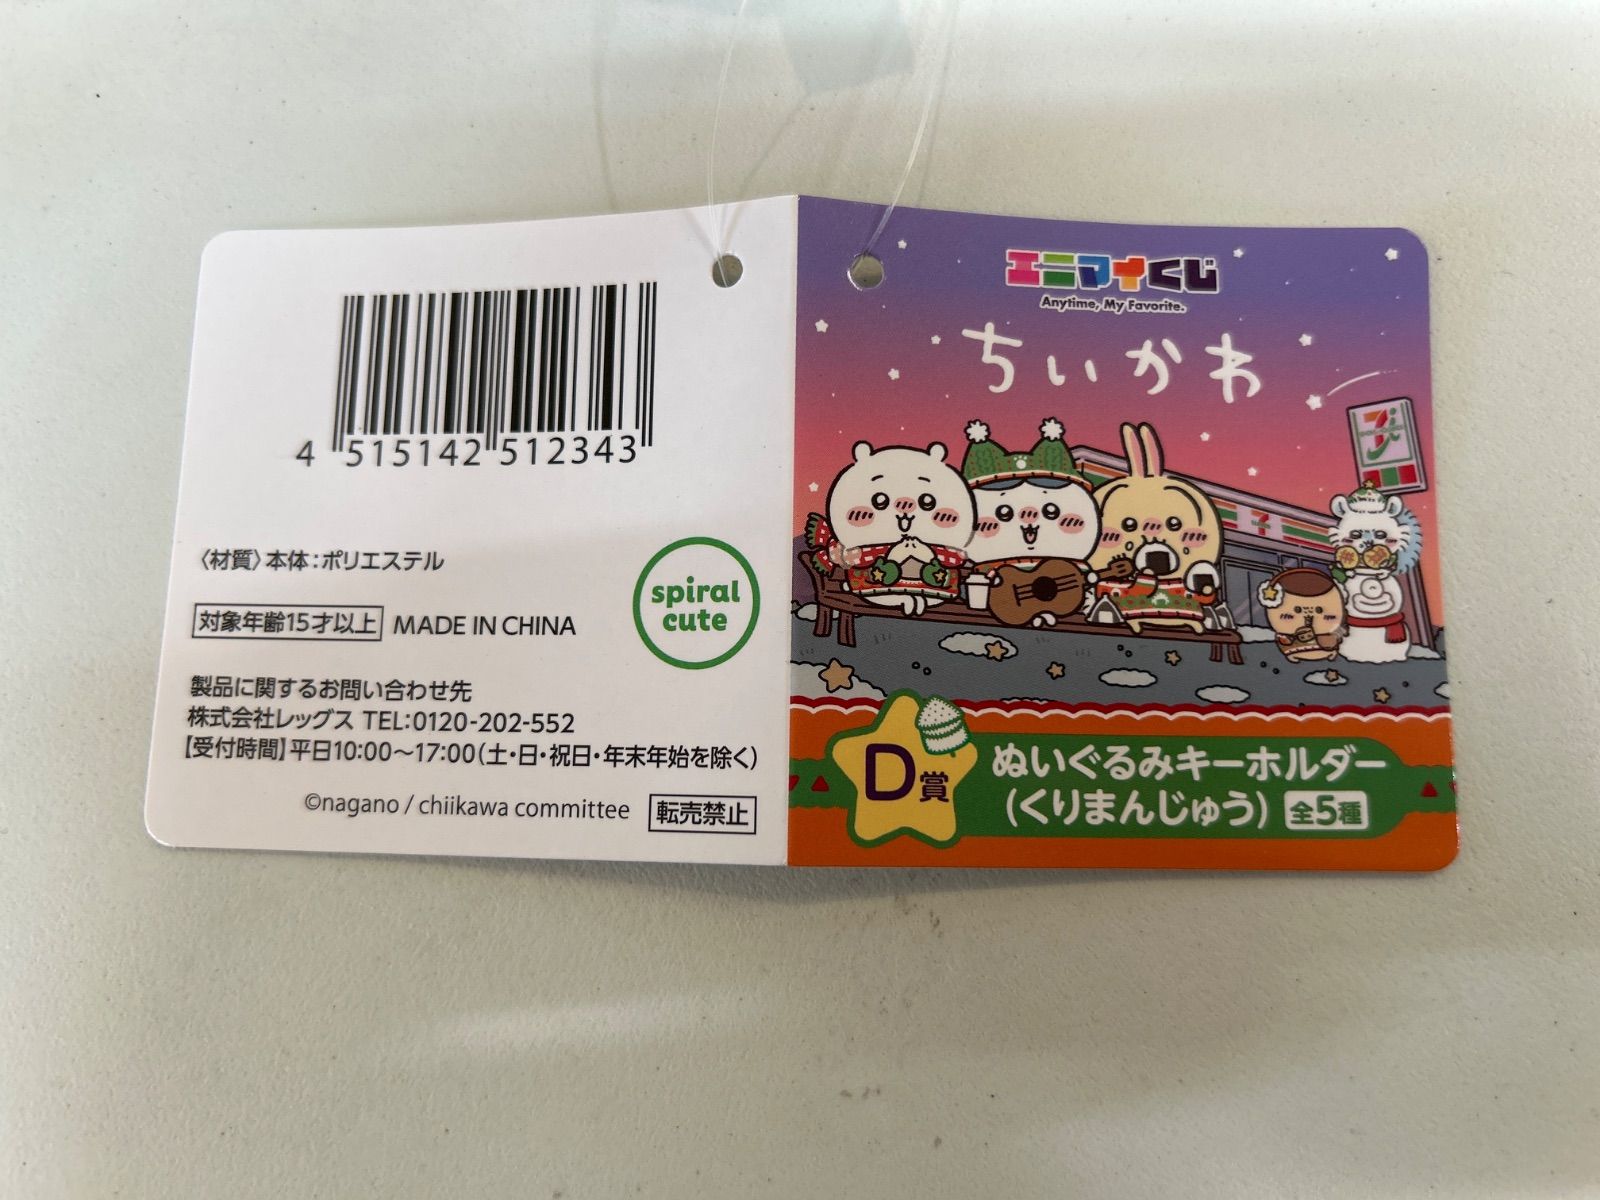 4 515142 512343
〈材質〉本体：ポリエステル
対象年齢15才以上 MADE IN CHINA
spiral
cute
製品に関するお問い合わせ先
株式会社レッグス TEL:0120-202-552
【受付時間】平日10:00〜17:00(土・日・祝日・年末年始を除く)
©nagano / chiikawa committee 転売禁止
エニマイくじ
Anytime, My Favorite.
ちいかわ
D賞
ぬいぐるみキーホルダー
(くりまんじゅう) 全5種